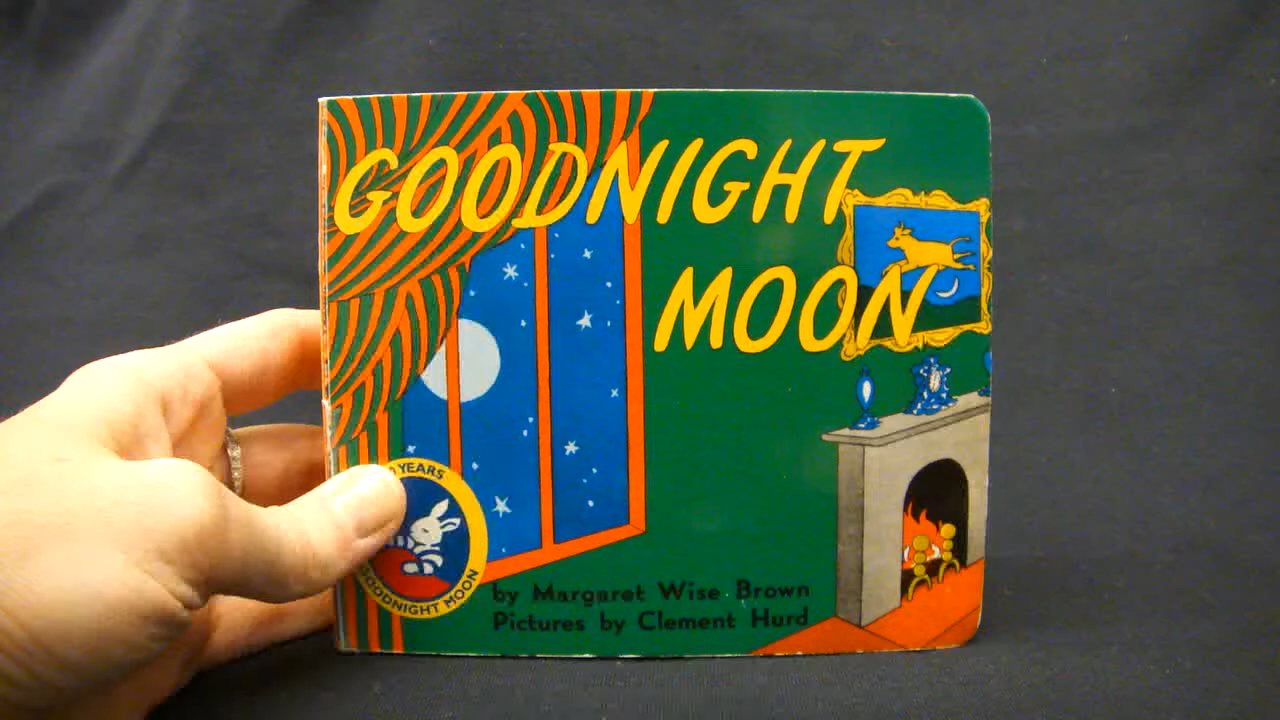 GOODNIGHT
MOON
YEARS
GOODNIGHT MOON
by Margaret Wise Brown
Pictures by Clement Hurd